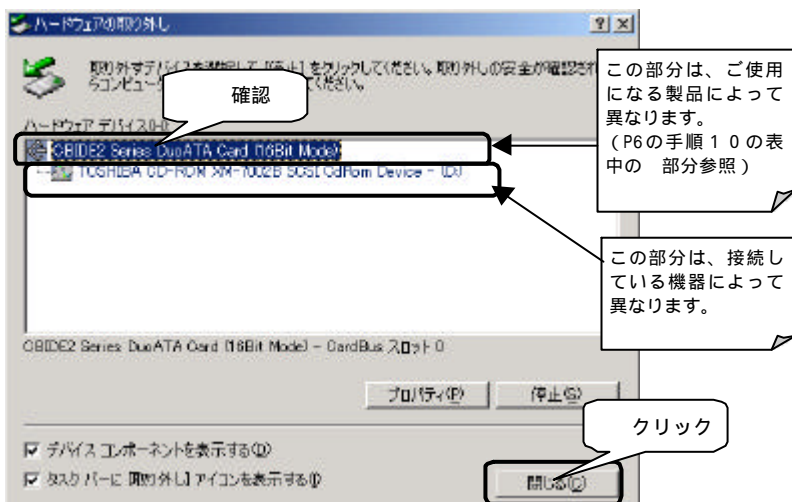 ハードウェアの取り外し
取り外すデバイスを選択して、[停止]をクリックしてください。取り外しの安全が確認され
らコンピュータ
てください。
確認
ハードウェア デバイス(H):
CBIDE2 Series DuoATA Card (16Bit Mode)
TOSHIBA CD-ROM XM-7002B SCSI CdRom Device - (D:)
この部分は、ご使用
になる製品によって
異なります。
(P6の手順10の表
中の 部分参照)
この部分は、接続し
ている機器によって
異なります。
CBIDE2 Series DuoATA Card (16Bit Mode) - CardBus スロット 0
プロパティ(P)
停止(S)
クリック
デバイス コンポーネントを表示する(D)
タスク バーに [取り外し] アイコンを表示する(I)
閉じる(C)